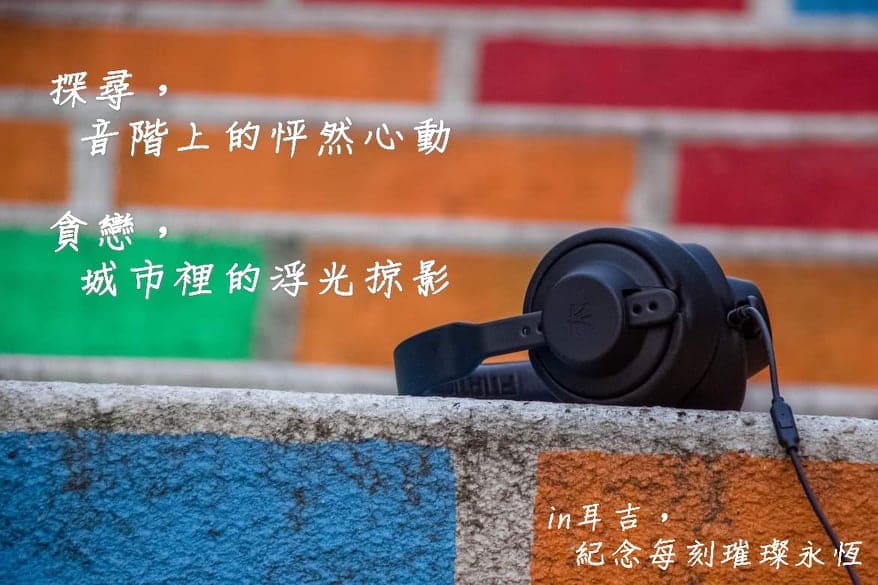 探尋，
音階上的怦然心動
貪戀，
城市裡的浮光掠影
in耳吉，
紀念每刻璀璨永恆